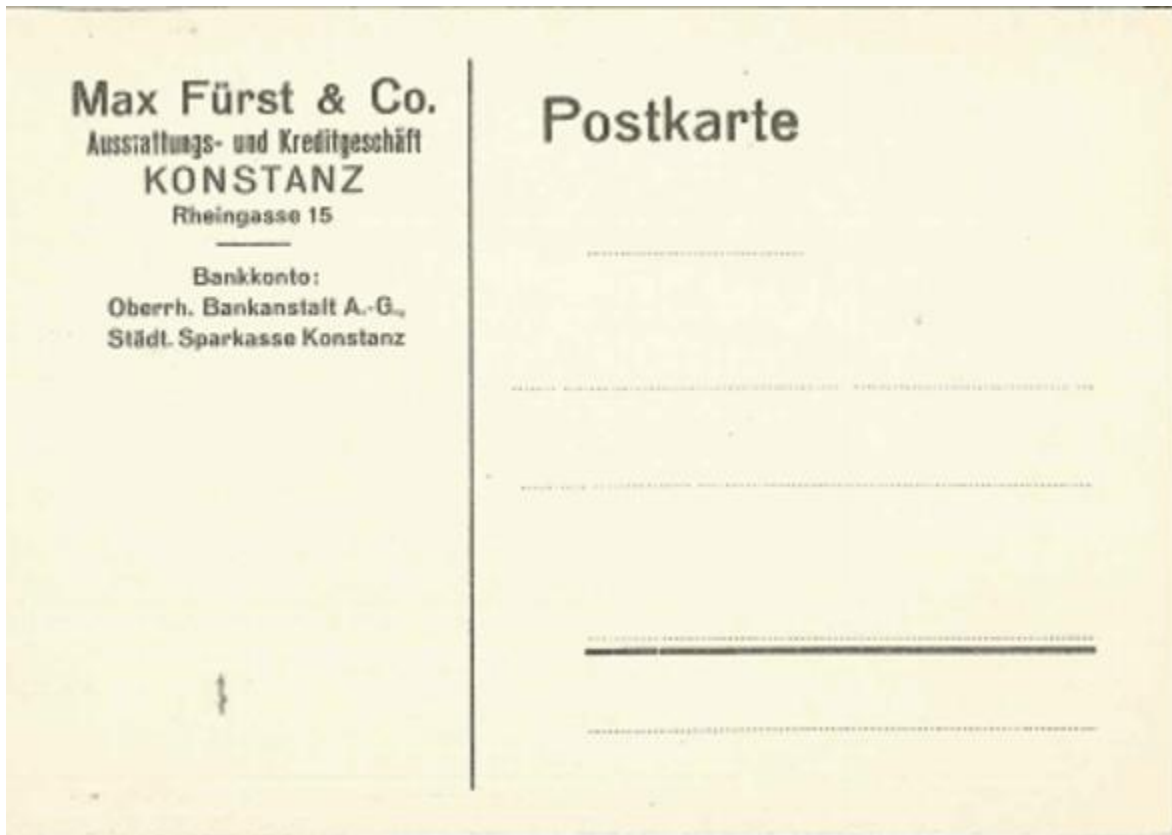 Max Fürst & Co.
Ausstattungs- und Kreditgeschäft
KONSTANZ
Rheingasse 15
Bankkonto:
Oberrh. Bankanstalt A.-G.,
Städt. Sparkasse Konstanz
Postkarte